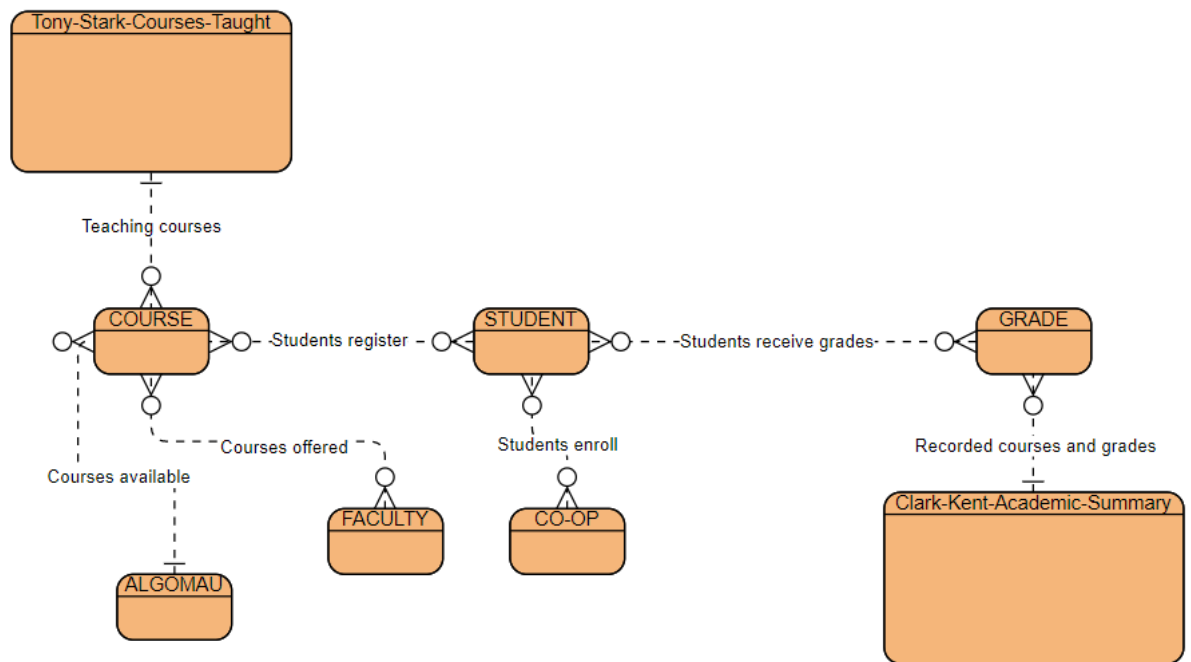 Tony-Stark-Courses-Taught
Teaching courses
COURSE
Students register
STUDENT
Students receive grades
GRADE
Courses offered
Students enroll
Recorded courses and grades
Courses available
FACULTY
CO-OP
Clark-Kent-Academic-Summary
ALGOMAU